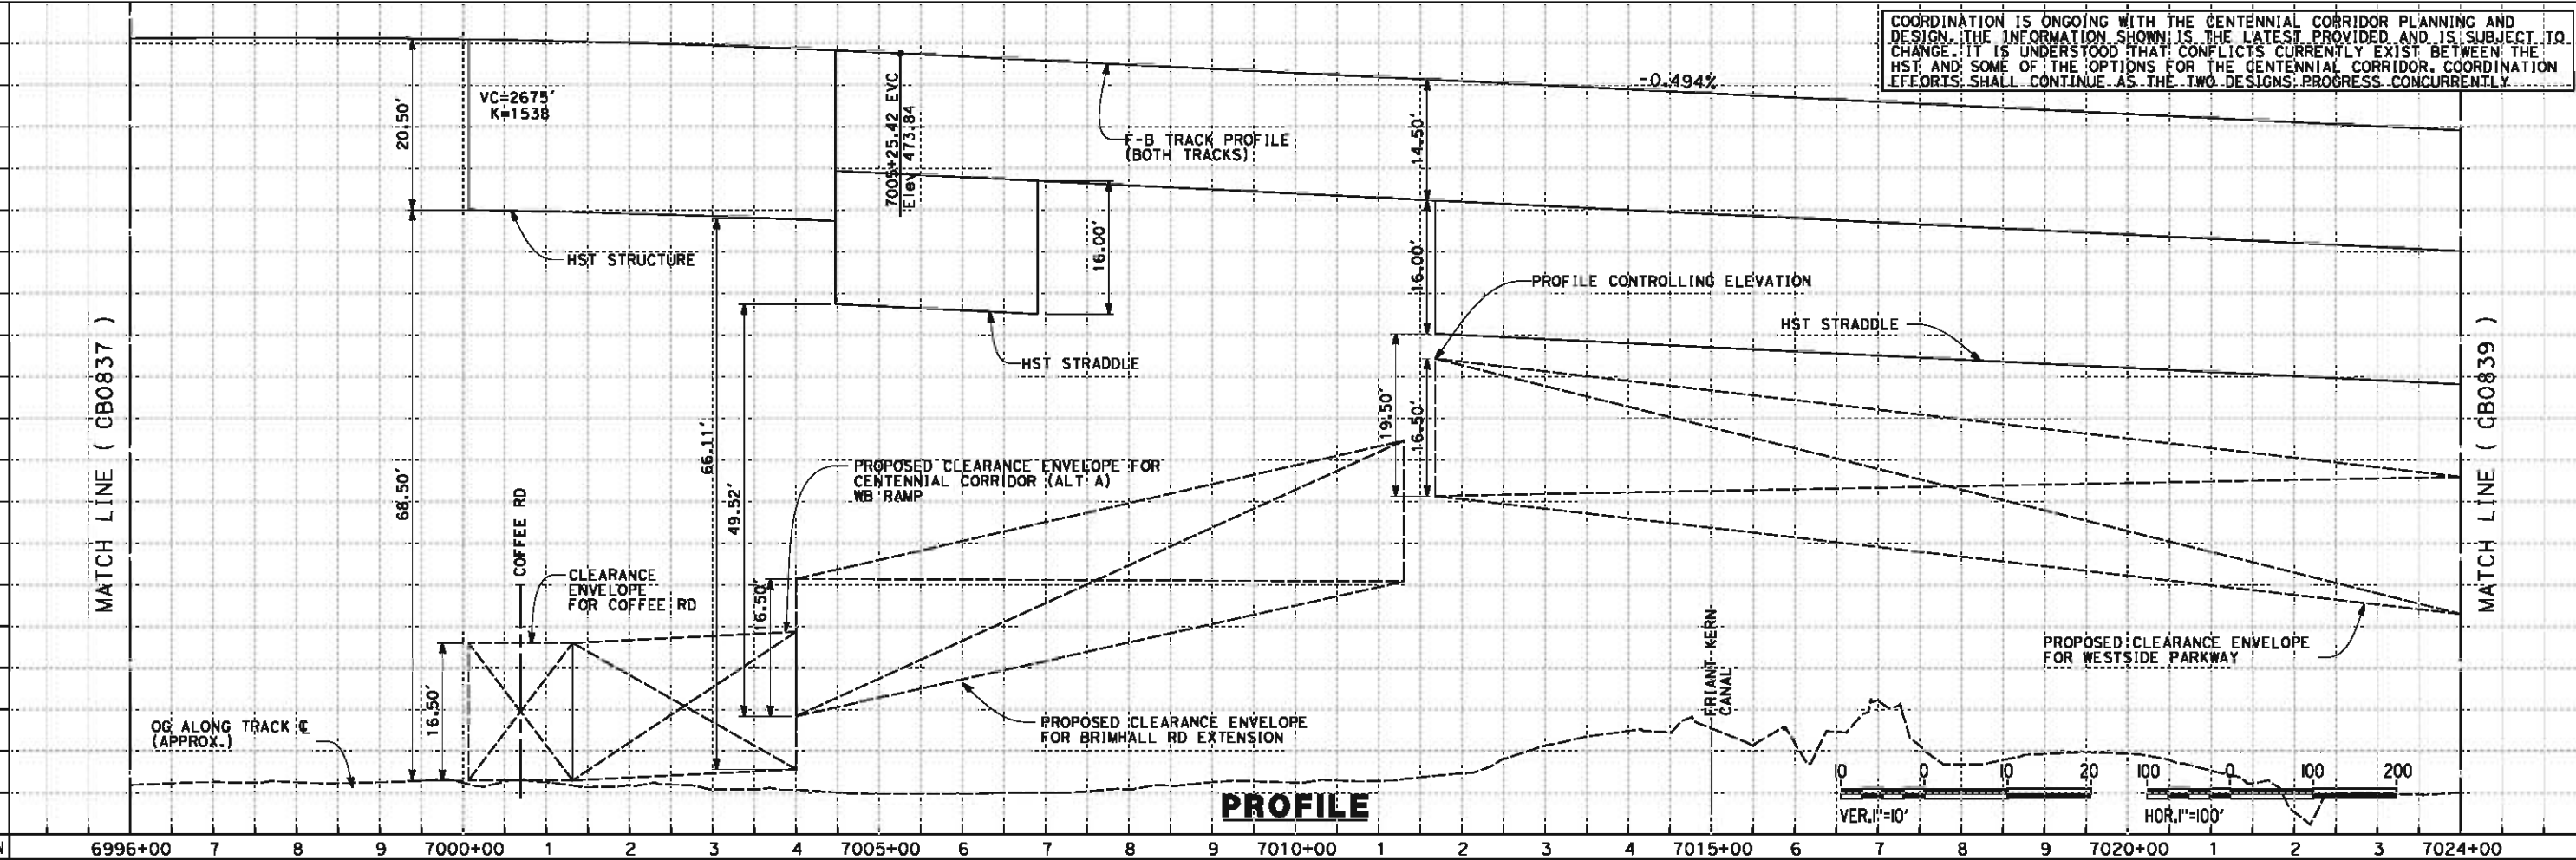 COORDINATION IS ONGOING WITH THE CENTENNIAL CORRIDOR PLANNING AND
DESIGN. THE INFORMATION SHOWN IS THE LATEST PROVIDED AND IS SUBJECT TO
CHANGE. IT IS UNDERSTOOD THAT CONFLICTS CURRENTLY EXIST BETWEEN THE
HST AND SOME OF THE OPTIONS FOR THE CENTENNIAL CORRIDOR. COORDINATION
EFFORTS SHALL CONTINUE AS THE TWO DESIGNS PROGRESS CONCURRENTLY
-0.494%
VC=2675'
K=1538
20.50'
7005+25.42 EVC
Elev 473.84
F-B TRACK PROFILE
(BOTH TRACKS)
14.50'
HST STRUCTURE
16.00'
16.00'
PROFILE CONTROLLING ELEVATION
HST STRADDLE
HST STRADDLE
MATCH LINE ( CB0837 )
MATCH LINE ( CB0839 )
68.50'
66.11'
49.52'
19.50'
16.50'
COFFEE RD
PROPOSED CLEARANCE ENVELOPE FOR
CENTENNIAL CORRIDOR (ALT A)
WB RAMP
CLEARANCE
ENVELOPE
FOR COFFEE RD
16.50'
16.50'
OG ALONG TRACK ℄
(APPROX.)
PROPOSED CLEARANCE ENVELOPE
FOR BRIMHALL RD EXTENSION
FRIANT-KERN
CANAL
PROPOSED CLEARANCE ENVELOPE
FOR WESTSIDE PARKWAY
10 0 10 20
VER.1"=10'
100 0 100 200
HOR.1"=100'
PROFILE
6996+00 7 8 9 7000+00 1 2 3 4 7005+00 6 7 8 9 7010+00 1 2 3 4 7015+00 6 7 8 9 7020+00 1 2 3 7024+00